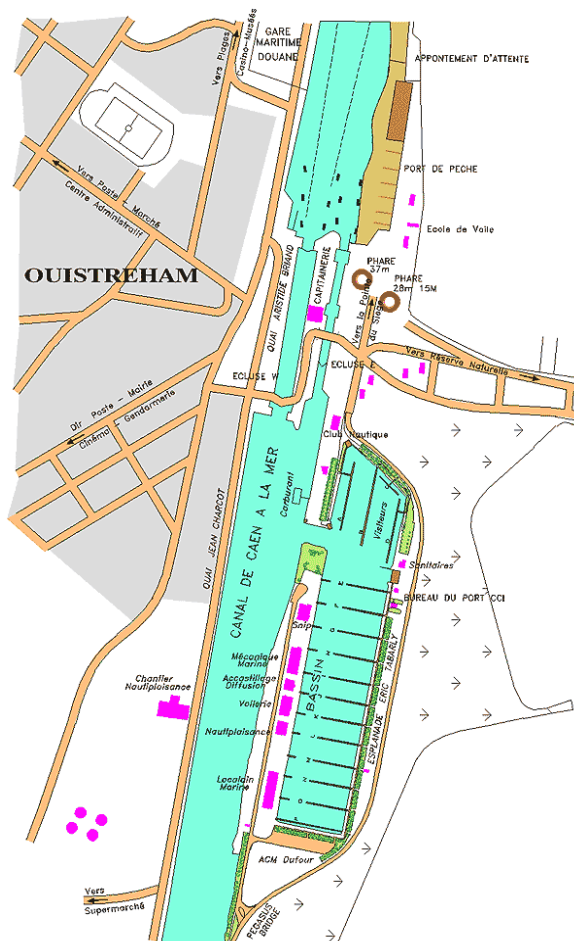 GARE
MARITIME
DOUANE
Casino-Musées
Vers Plages
APPONTEMENT D'ATTENTE
PORT DE PECHE
Ecole de Voile
Vers Poste - Marché
Centre Administratif
OUISTREHAM
QUAI ARISTIDE BRIAND
CAPITAINERIE
PHARE
37m
PHARE
28m 15M
Vers la Pointe
du Siege
ECLUSE W
ECLUSE E
Vers Réserve Naturelle
Dir Poste - Mairie
Cinéma - Gendarmerie
Club Nautique
CANAL DE CAEN A LA MER
Carburant
Visiteurs
QUAI JEAN CHARCOT
Sanitaires
BUREAU DU PORT CCI
Snip
Mécanique
Marine
Accastillage
Diffusion
Voilerie
Nautiplaisance
BASSIN
ESPLANADE ERIC TABARLY
Chantier
Nautiplaisance
Localain
Marine
ACM Dufour
Vers
Supermarché
PEGASUS
BRIDGE